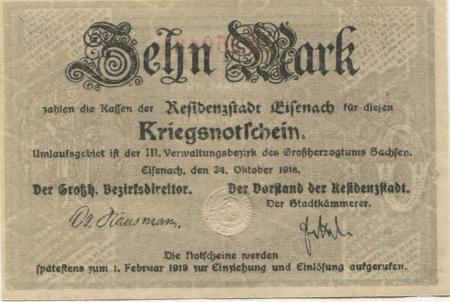 Zehn Mark
zahlen die Kassen der Residenzstadt Eisenach für diesen
Kriegsnotschein.
Umlaufsgebiet ist der III. Verwaltungsbezirk des Großherzogtums Sachsen.
Eisenach, den 24. Oktober 1918.
Der Großh. Bezirksdirektor. Der Vorstand der Residenzstadt.
Der Stadtkämmerer.
Die Notscheine werden
spätestens zum 1. Februar 1919 zur Einziehung und Einlösung aufgerufen.